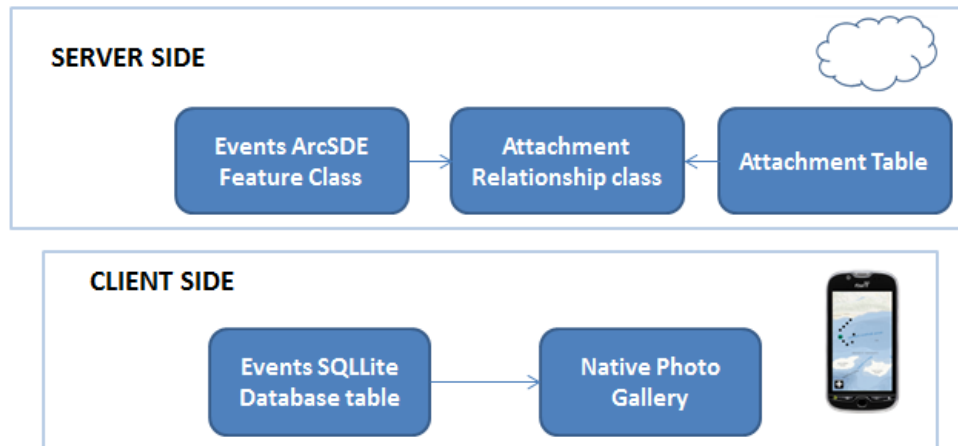 SERVER SIDE
Events ArcSDE
Feature Class
Attachment
Relationship class
Attachment Table
CLIENT SIDE
Events SQLLite
Database table
Native Photo
Gallery